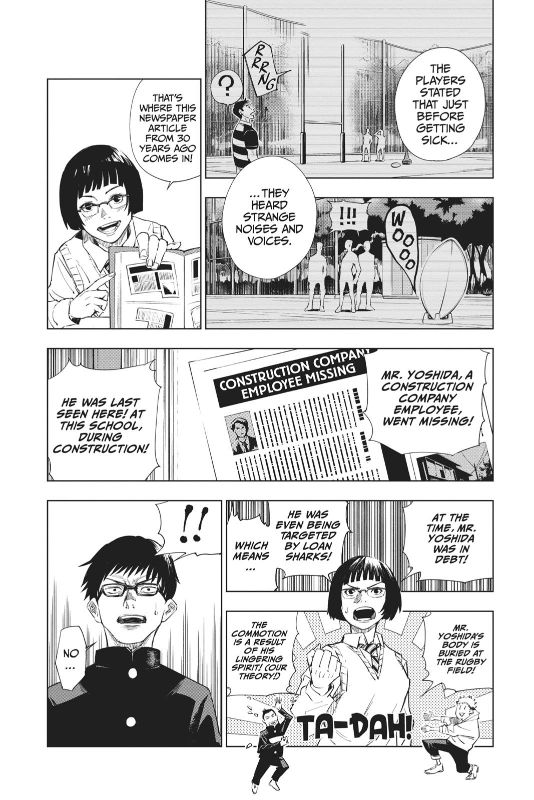 THE
PLAYERS
STATED
THAT JUST
BEFORE
GETTING
SICK...
RRRNG
?
...THEY
HEARD
STRANGE
NOISES AND
VOICES.
!!!
WOOOO
THAT'S
WHERE THIS
NEWSPAPER
ARTICLE
FROM 30
YEARS AGO
COMES IN!
MR. YOSHIDA, A
CONSTRUCTION
COMPANY
EMPLOYEE,
WENT MISSING!
CONSTRUCTION COMPANY
EMPLOYEE MISSING
HE WAS LAST
SEEN HERE! AT
THIS SCHOOL,
DURING
CONSTRUCTION!
AT THE
TIME, MR.
YOSHIDA
WAS IN
DEBT!
HE WAS
EVEN BEING
TARGETED
BY LOAN
SHARKS!
WHICH
MEANS
...
MR.
YOSHIDA'S
BODY IS
BURIED AT
THE RUGBY
FIELD!
THE
COMMOTION
IS A RESULT
OF HIS
LINGERING
SPIRIT! (OUR
THEORY!)
TA-DAH!
!!
NO
...